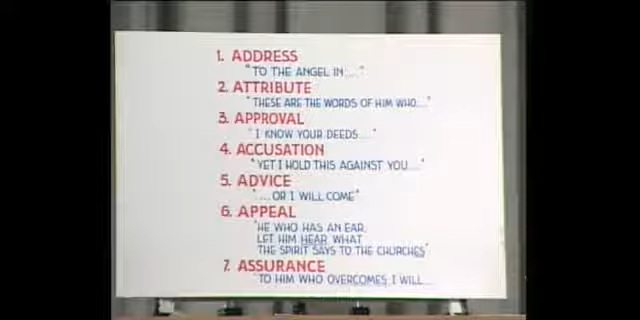 1. ADDRESS
"TO THE ANGEL IN...."
2. ATTRIBUTE
"THESE ARE THE WORDS OF HIM WHO...."
3. APPROVAL
"I KNOW YOUR DEEDS...."
4. ACCUSATION
"YET I HOLD THIS AGAINST YOU...."
5. ADVICE
"....OR I WILL COME"
6. APPEAL
"HE WHO HAS AN EAR,
LET HIM HEAR WHAT
THE SPIRIT SAYS TO THE CHURCHES"
7. ASSURANCE
"TO HIM WHO OVERCOMES I WILL....